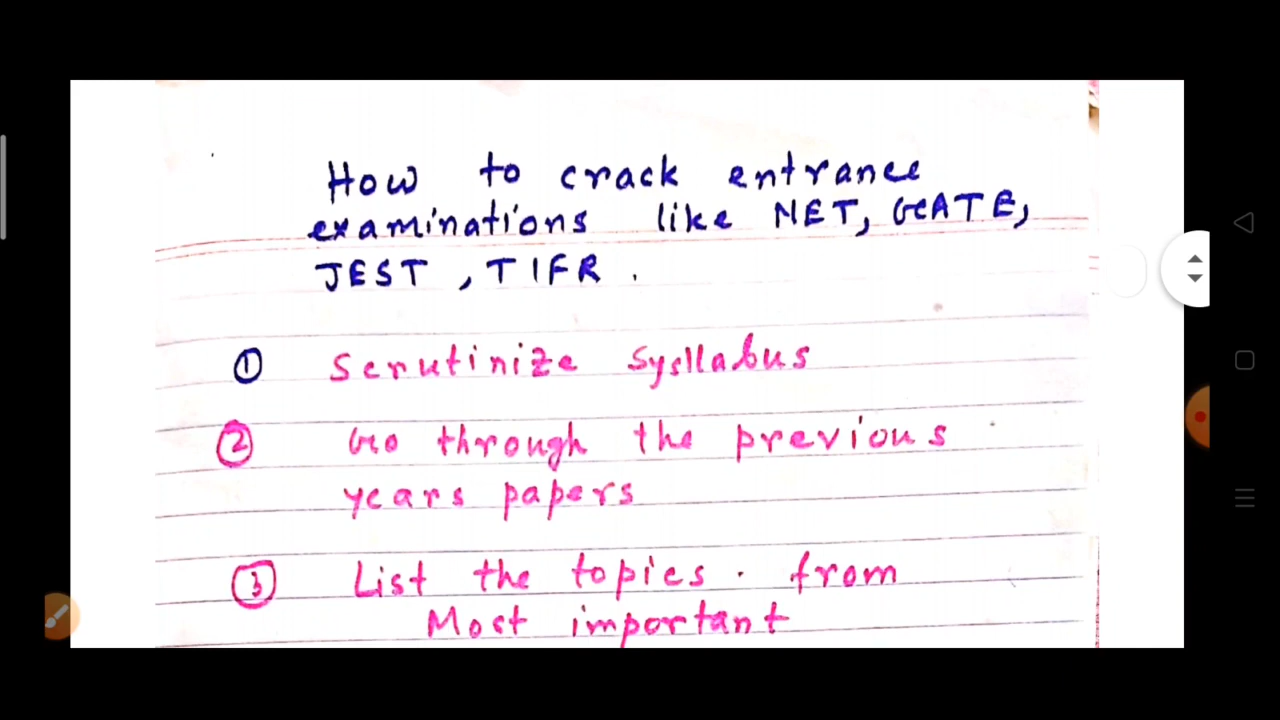 How to crack entrance
examinations like NET, GATE,
JEST , TIFR .
① Scrutinize Syllabus
② Go through the previous
years papers
③ List the topics . from
Most important